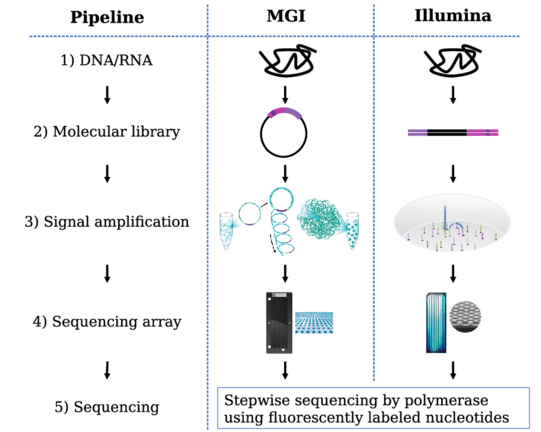 Pipeline MGI Illumina
1) DNA/RNA
2) Molecular library
3) Signal amplification
4) Sequencing array
5) Sequencing
Stepwise sequencing by polymerase
using fluorescently labeled nucleotides